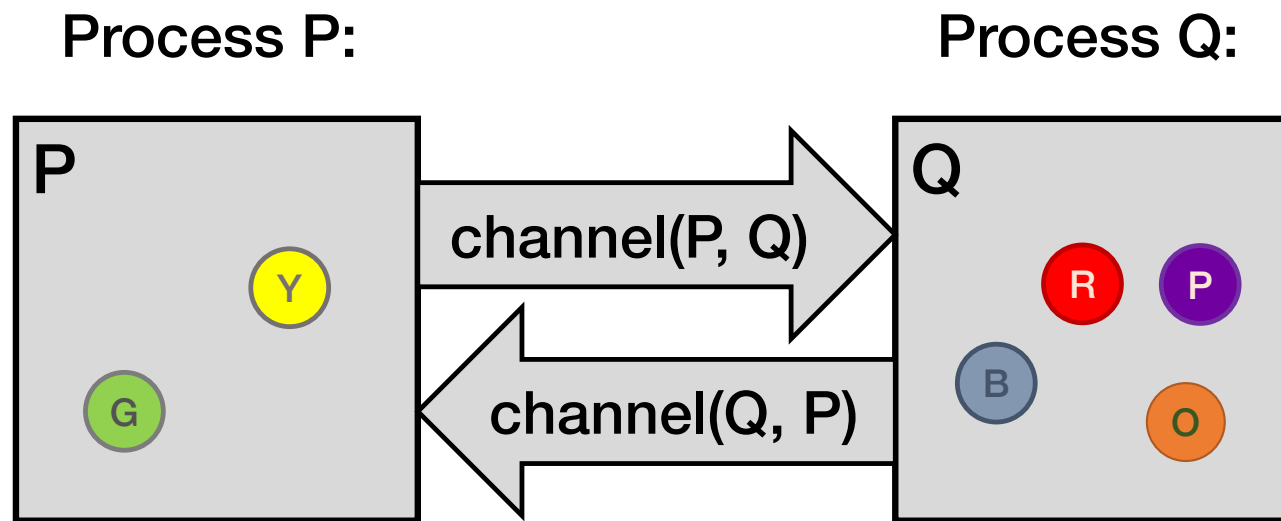 Process P:
Process Q:
P
Q
channel(P, Q)
Y
R
P
B
G
channel(Q, P)
O